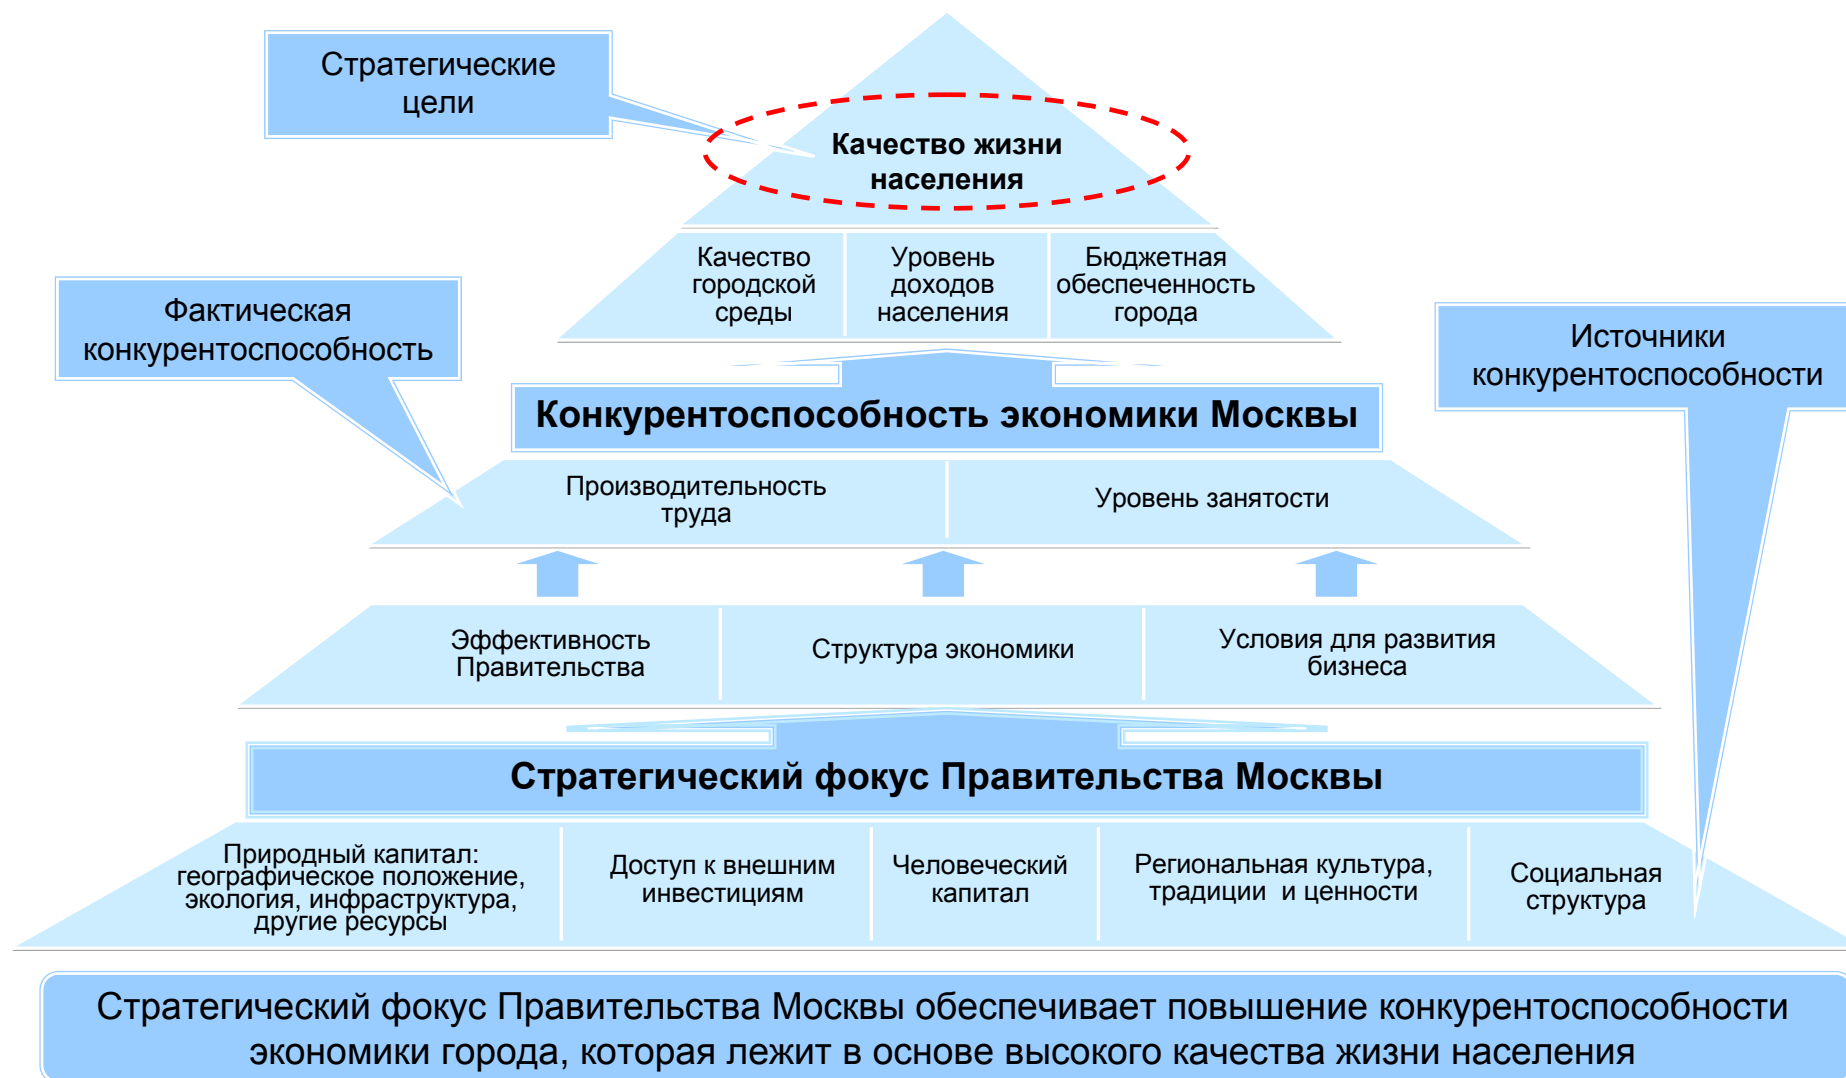 Стратегические
цели
Качество жизни
населения
Качество
городской
среды
Уровень
доходов
населения
Бюджетная
обеспеченность
города
Фактическая
конкурентоспособность
Источники
конкурентоспособности
Конкурентоспособность экономики Москвы
Производительность
труда
Уровень занятости
Эффективность
Правительства
Структура экономики
Условия для развития
бизнеса
Стратегический фокус Правительства Москвы
Природный капитал:
географическое положение,
экология, инфраструктура,
другие ресурсы
Доступ к внешним
инвестициям
Человеческий
капитал
Региональная культура,
традиции и ценности
Социальная
структура
Стратегический фокус Правительства Москвы обеспечивает повышение конкурентоспособности
экономики города, которая лежит в основе высокого качества жизни населения